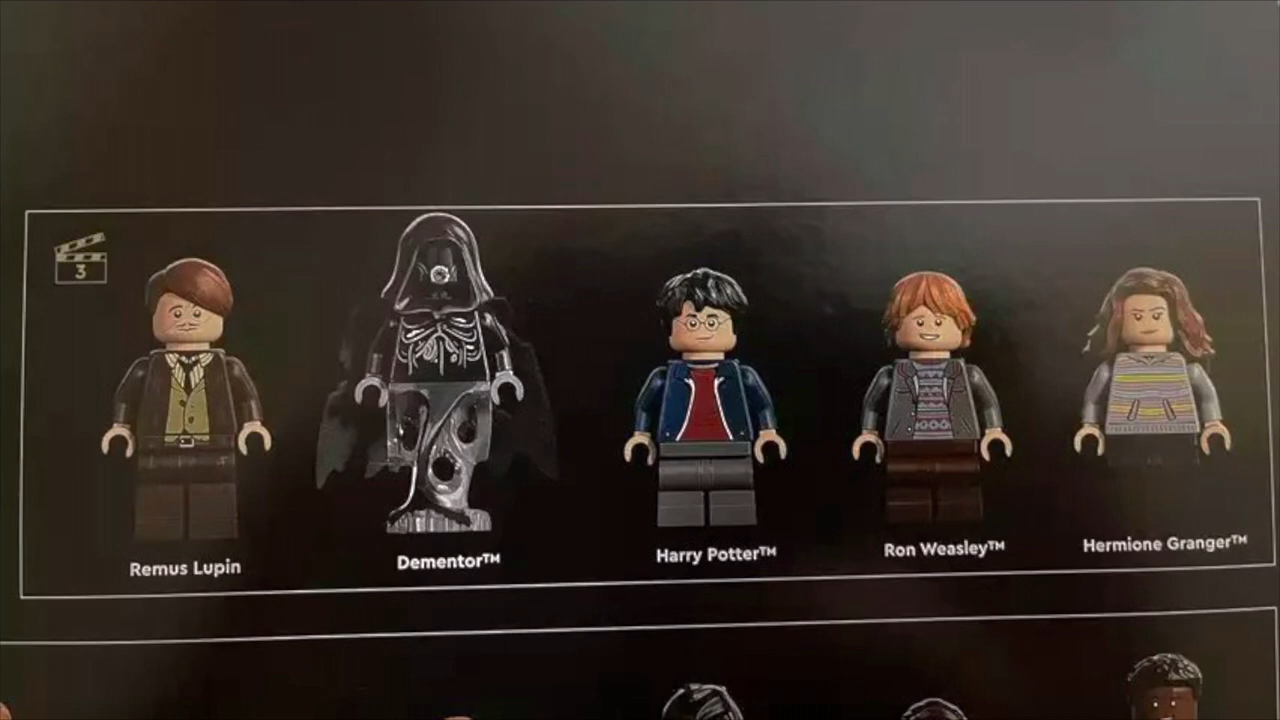 3
Remus Lupin
Dementor™
Harry Potter™
Ron Weasley™
Hermione Granger™